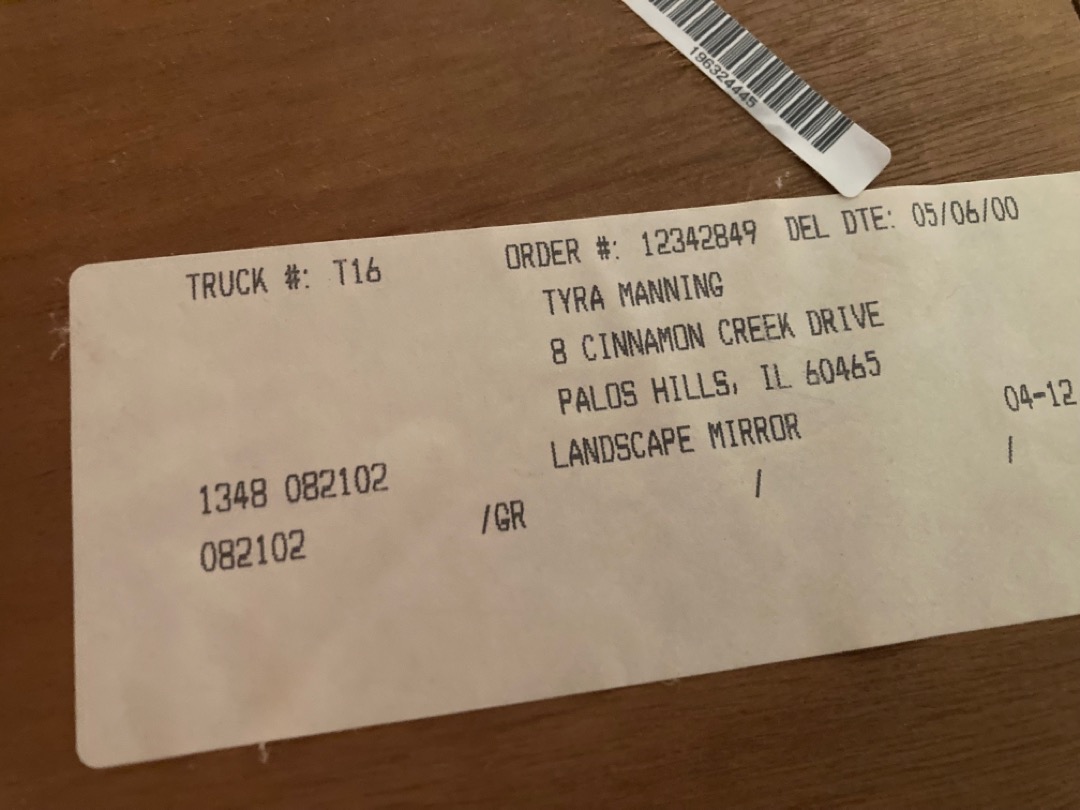 196324445
TRUCK #: T16 ORDER #: 12342849 DEL DTE: 05/06/00
TYRA MANNING
8 CINNAMON CREEK DRIVE
PALOS HILLS, IL 60465
LANDSCAPE MIRROR 04-12
1348 082102 / /
082102 /GR